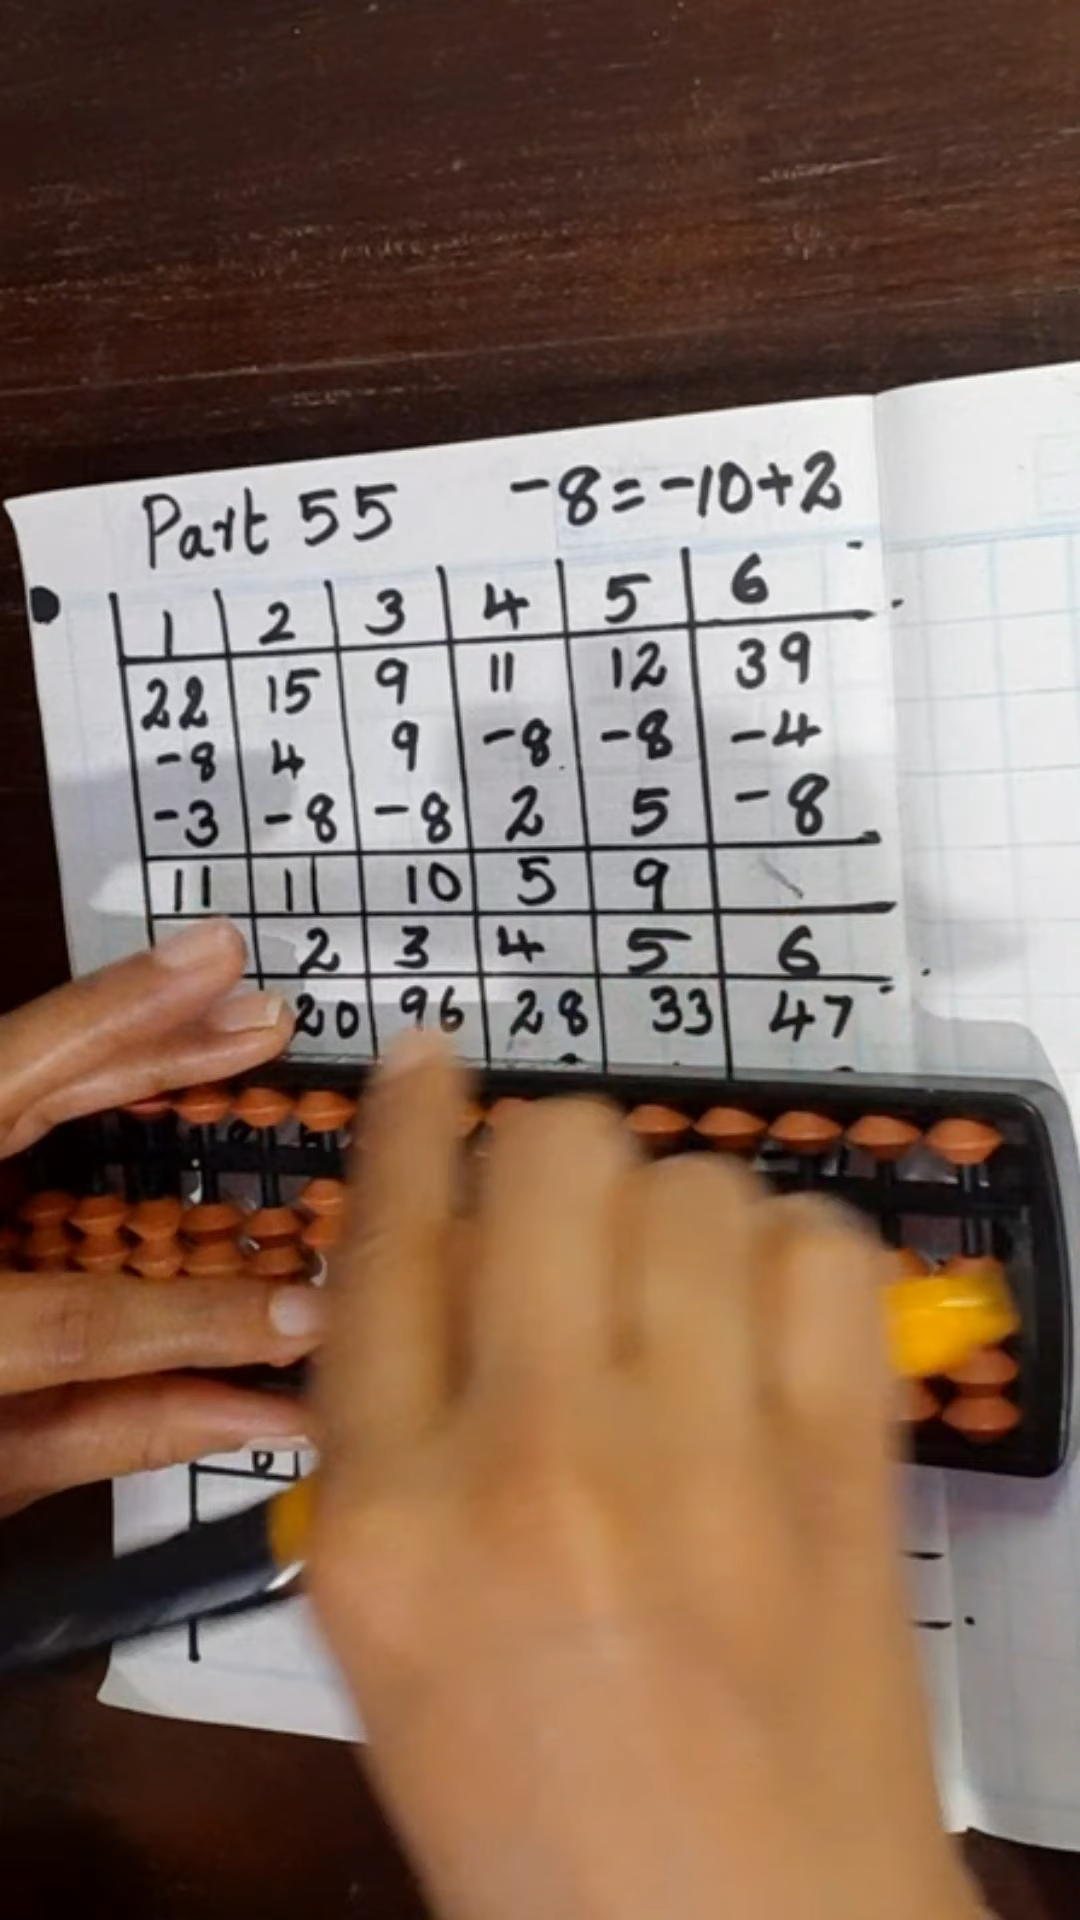 Part 55 -8=-10+2
1 2 3 4 5 6
22 15 9 11 12 39
-8 4 9 -8 -8 -4
-3 -8 -8 2 5 -8
11 11 10 5 9
2 3 4 5 6
20 96 28 33 47